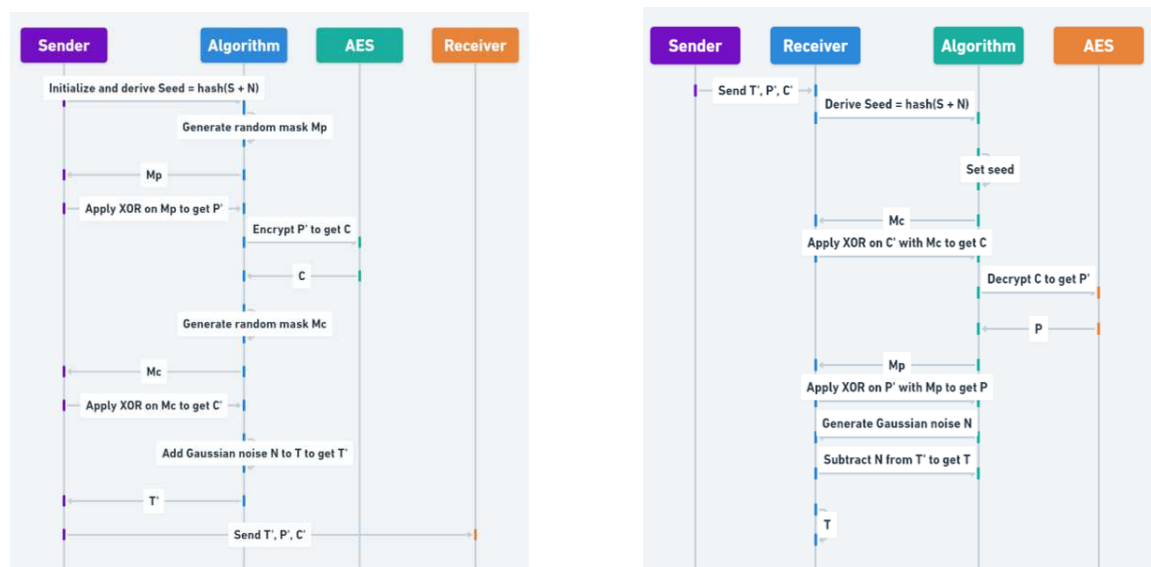 Sender
Algorithm
AES
Receiver
Initialize and derive Seed = hash(S + N)
Generate random mask Mp
Mp
Apply XOR on Mp to get P'
Encrypt P' to get C
C
Generate random mask Mc
Mc
Apply XOR on Mc to get C'
Add Gaussian noise N to T to get T'
T'
Send T', P', C'
Sender
Receiver
Algorithm
AES
Send T', P', C'
Derive Seed = hash(S + N)
Set seed
Mc
Apply XOR on C' with Mc to get C
Decrypt C to get P'
P
Mp
Apply XOR on P' with Mp to get P
Generate Gaussian noise N
Subtract N from T' to get T
T